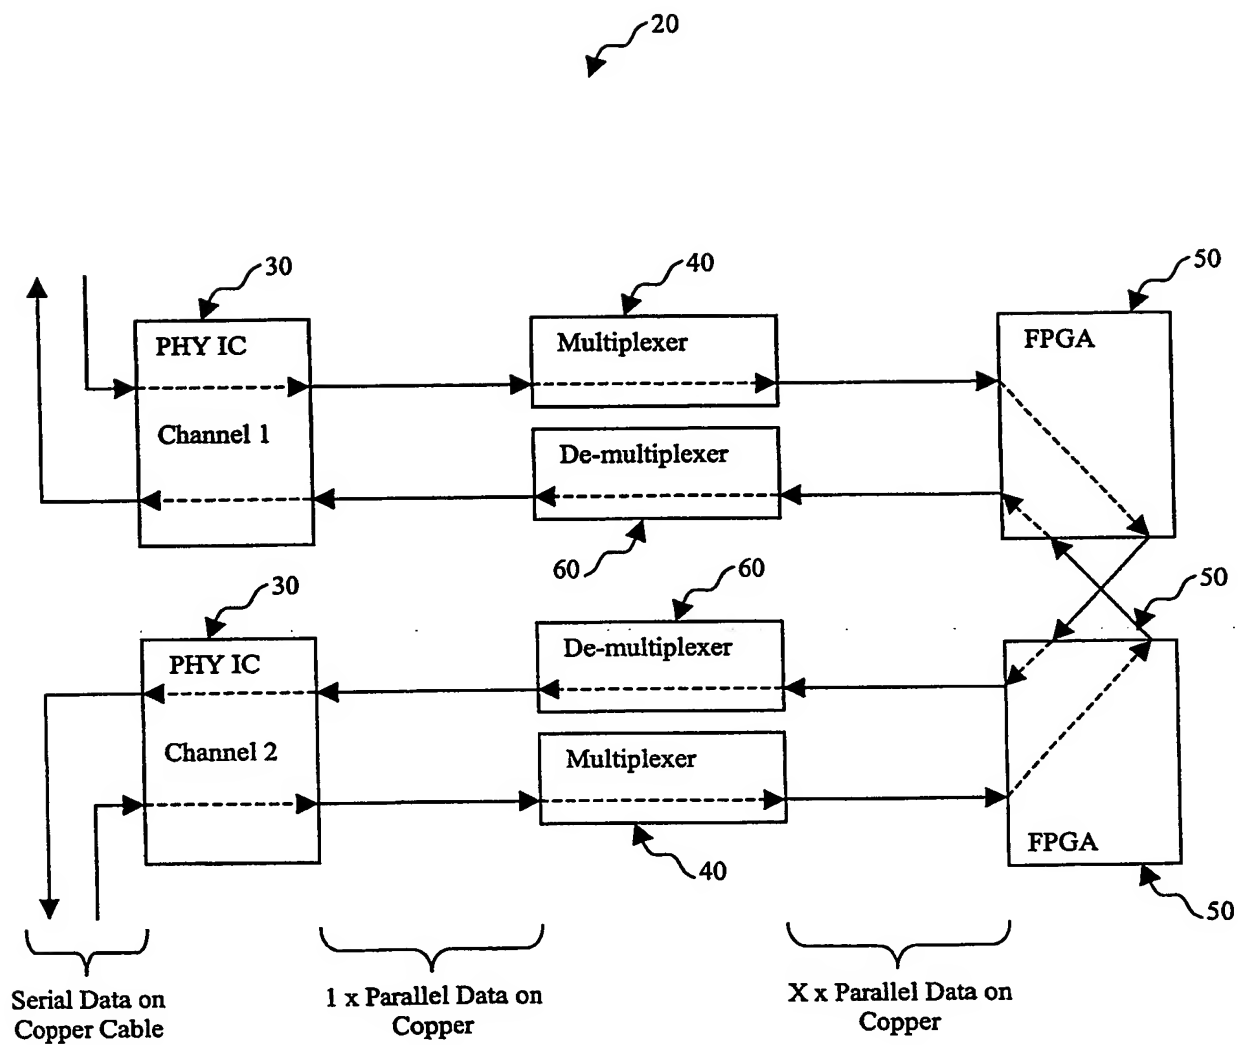 20
30
40
50
PHY IC
Multiplexer
FPGA
Channel 1
De-multiplexer
60
60
30
50
PHY IC
De-multiplexer
Channel 2
Multiplexer
FPGA
40
50
Serial Data on
Copper Cable
1 x Parallel Data on
Copper
X x Parallel Data on
Copper